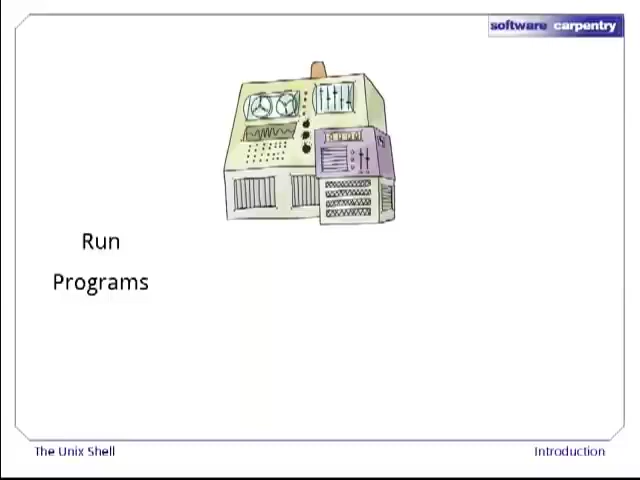 software carpentry
Run
Programs
The Unix Shell
Introduction